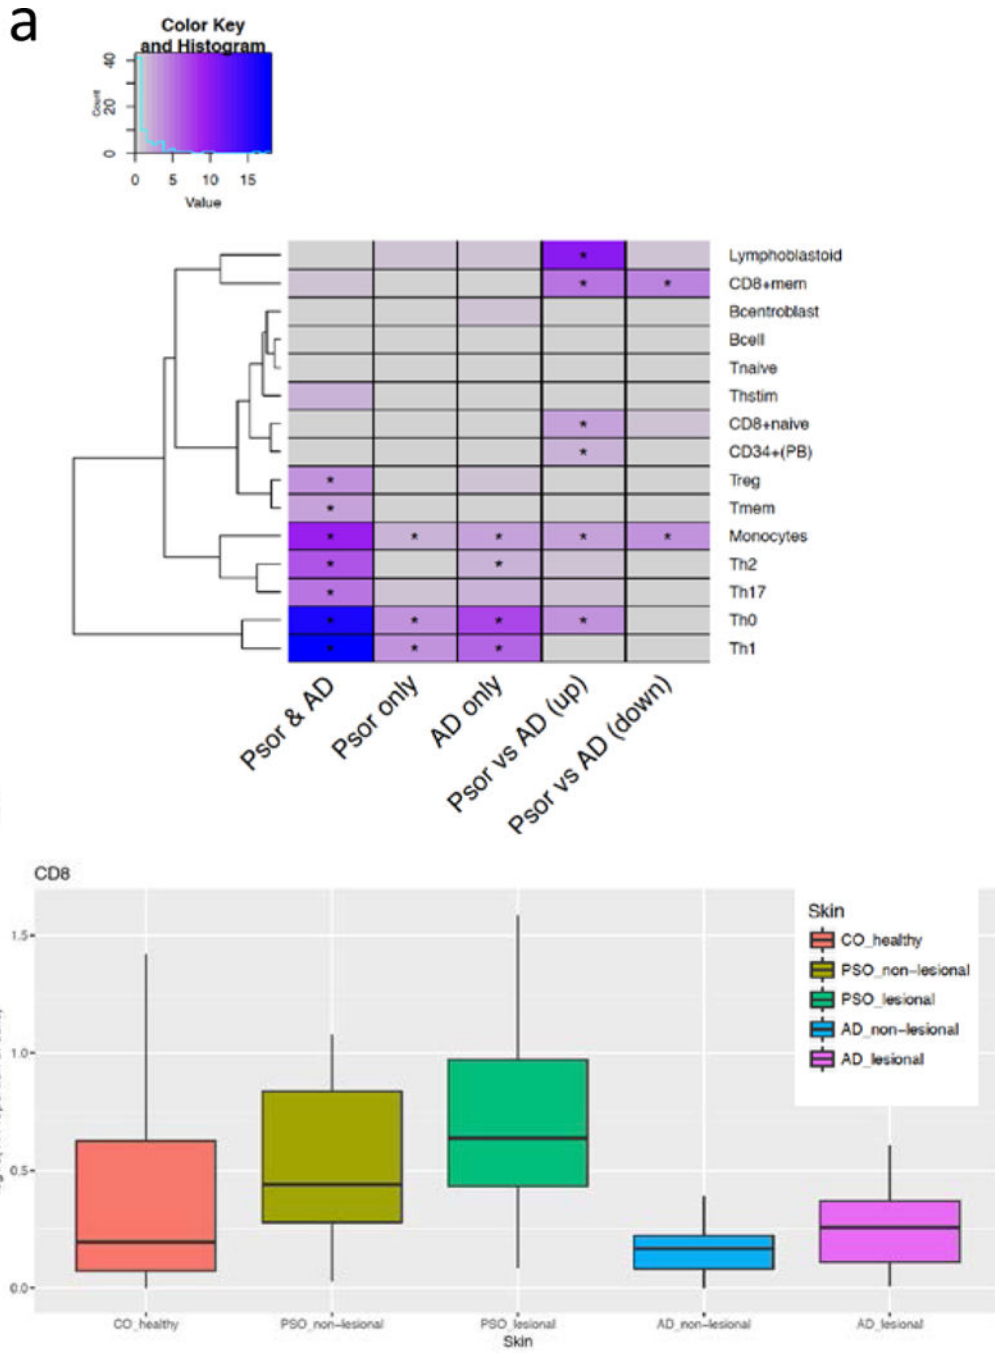 a
Color Key
and Histogram
Count
0 20 40
0 5 10 15
Value
* Lymphoblastoid
* * CD8+mem
Bcentroblast
Bcell
Tnaive
Thstim
* CD8+naive
* CD34+(PB)
* Treg
* Tmem
* * * * * Monocytes
* * Th2
* Th17
* * * * Th0
* * * Th1
Psor & AD
Psor only
AD only
Psor vs AD (up)
Psor vs AD (down)
CD8
1.5
1.0
0.5
0.0
Skin
CO_healthy
PSO_non-lesional
PSO_lesional
AD_non-lesional
AD_lesional
CO_healthy PSO_non-lesional PSO_lesional AD_non-lesional AD_lesional
Skin